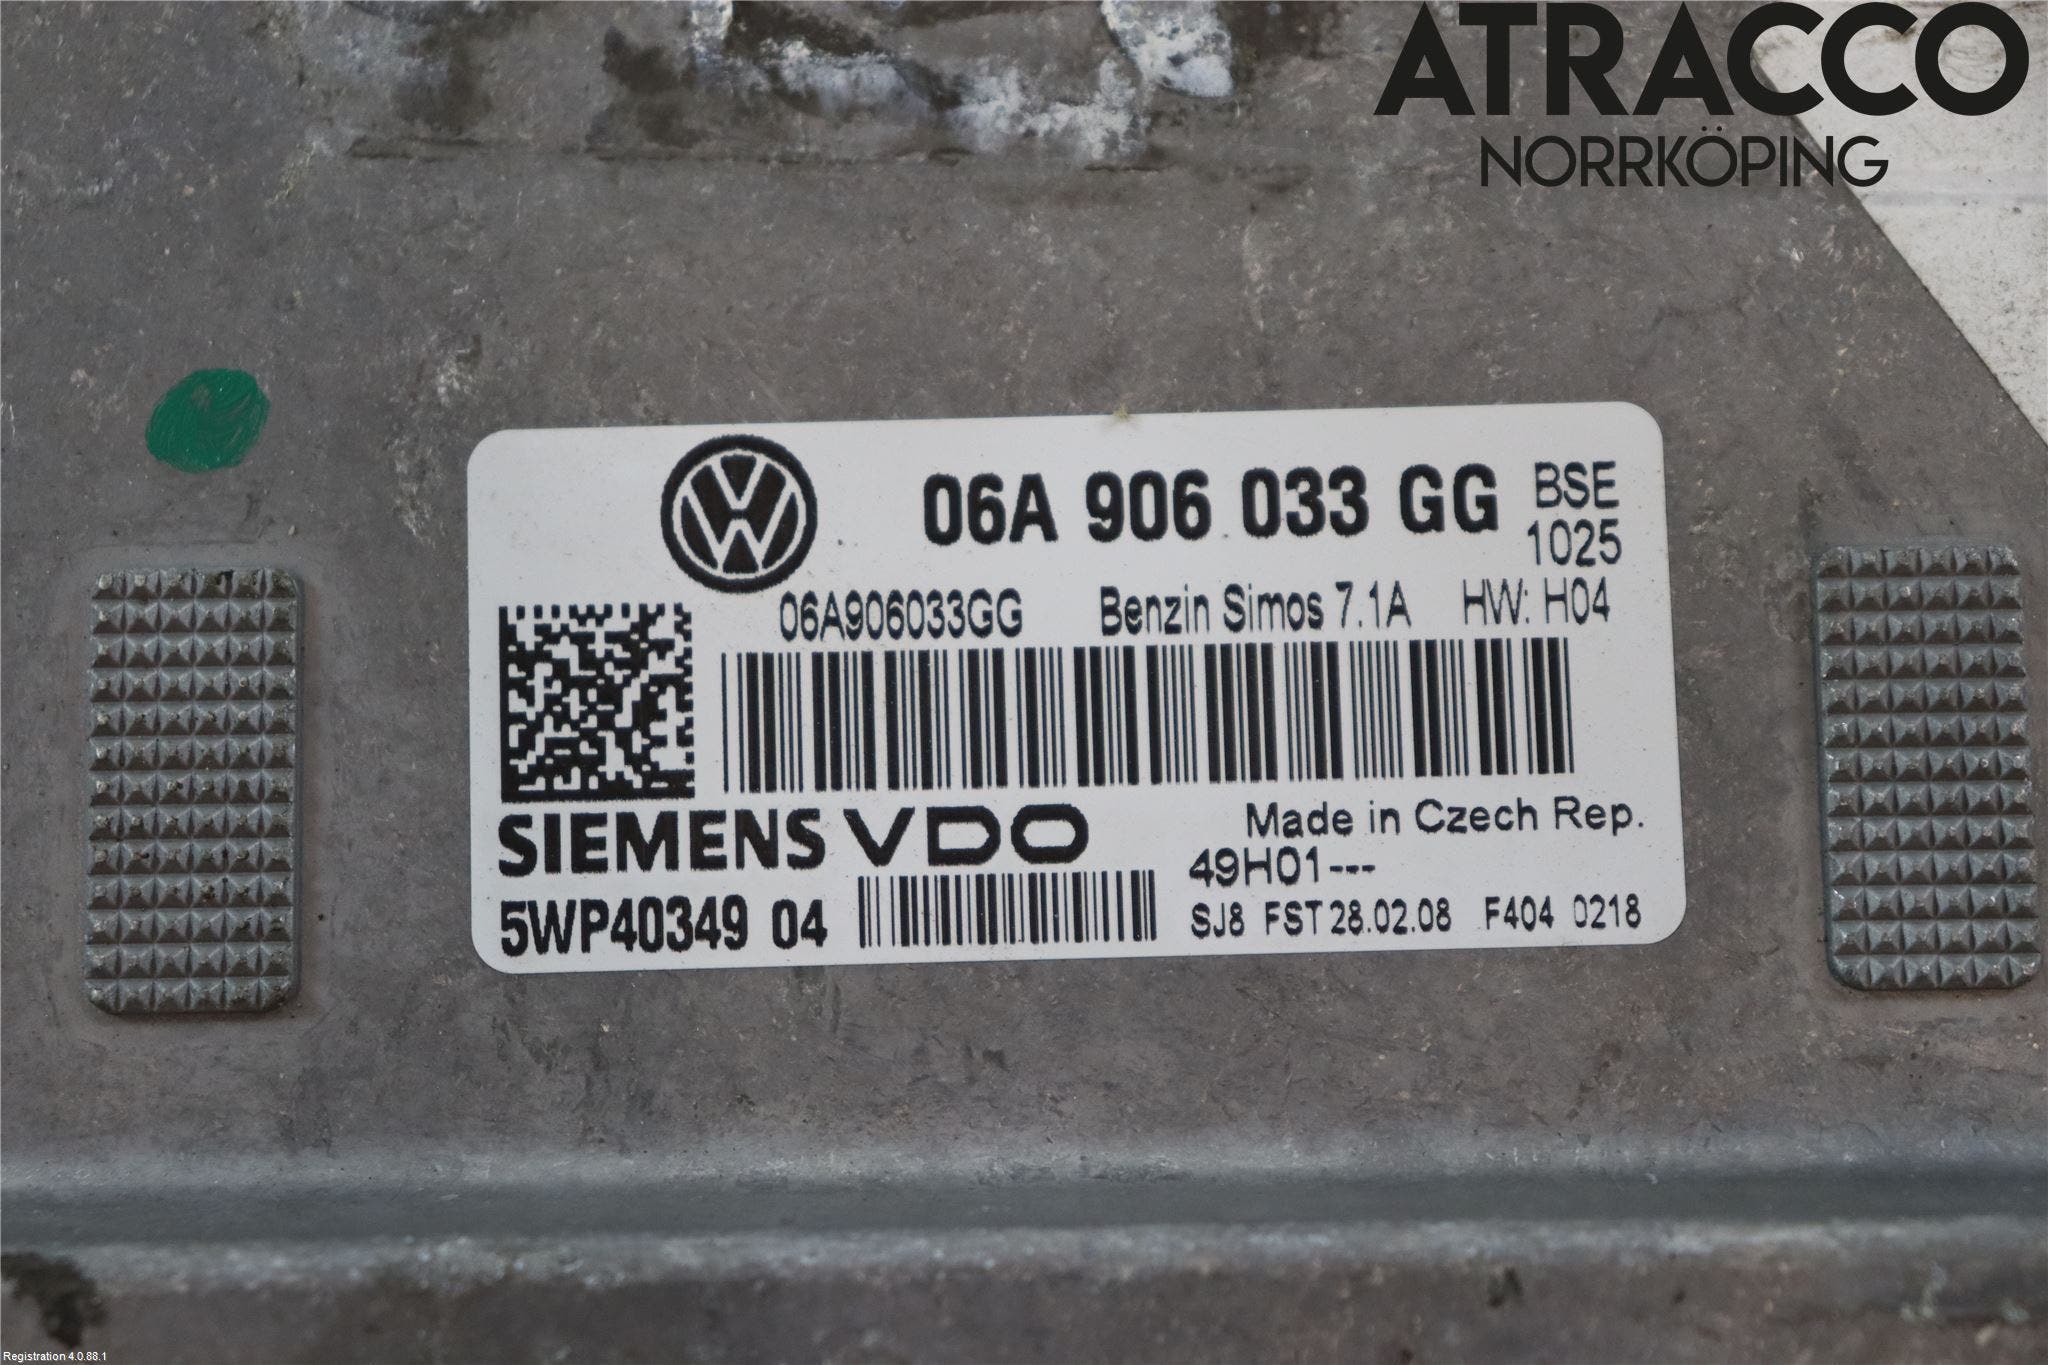 ATRACCO
NORRKÖPING
06A 906 033 GG BSE
1025
06A906033GG Benzin Simos 7.1A HW: H04
SIEMENS VDO Made in Czech Rep.
49H01---
5WP40349 04 SJ8 FST 28.02.08 F404 0218
Registration 4.0.88.1